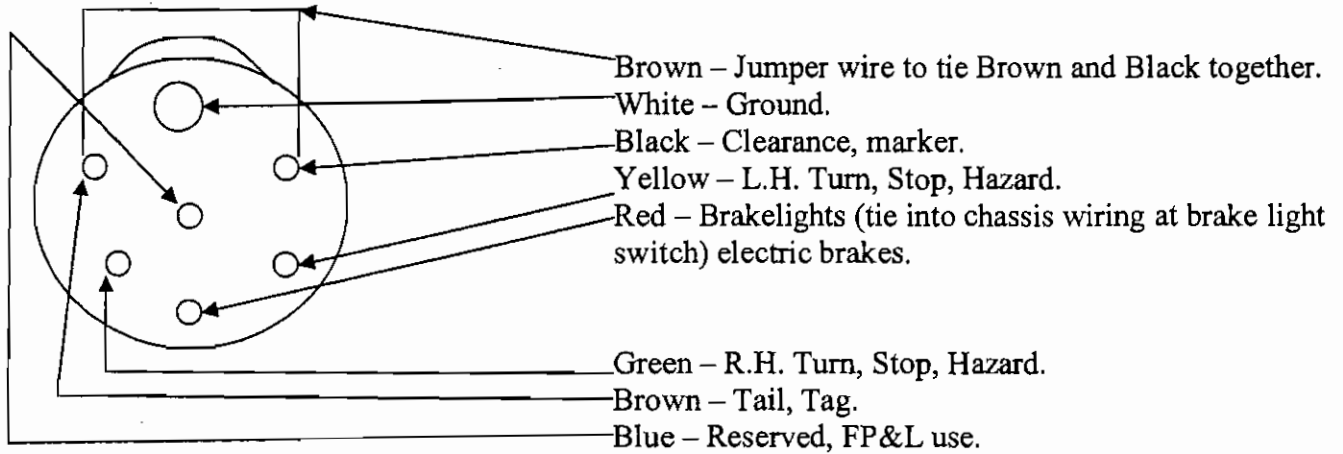 Brown – Jumper wire to tie Brown and Black together.
White – Ground.
Black – Clearance, marker.
Yellow – L.H. Turn, Stop, Hazard.
Red – Brakelights (tie into chassis wiring at brake light
switch) electric brakes.
Green – R.H. Turn, Stop, Hazard.
Brown – Tail, Tag.
Blue – Reserved, FP&L use.